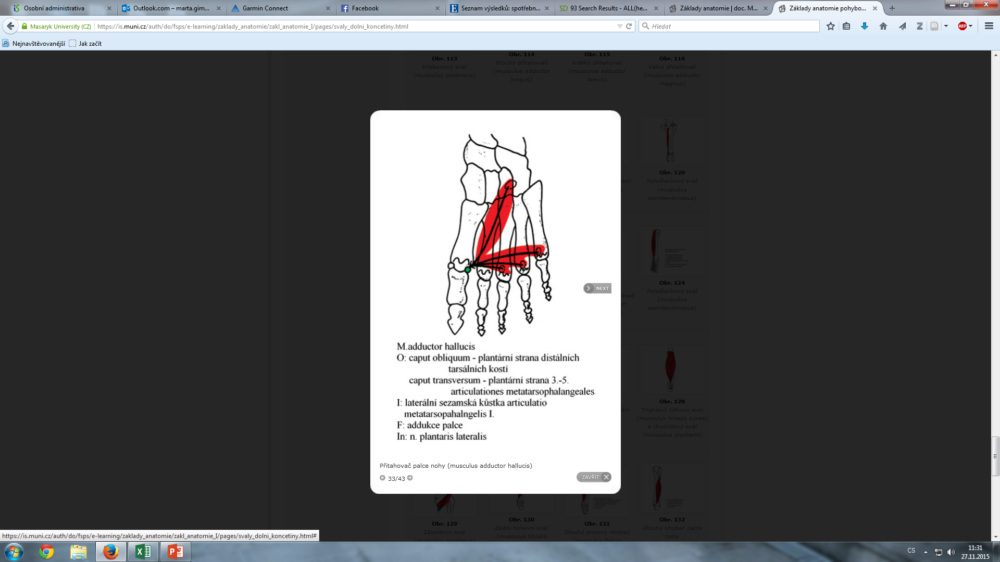 Osobní administrativa
Outlook.com – marta.gim...
Garmin Connect
Facebook
Seznam výsledků: spotřebn...
93 Search Results - ALL(he...
Základy anatomie | doc. M...
Základy anatomie pohybo...
Masaryk University (CZ)
https://is.muni.cz/auth/do/fsps/e-learning/zaklady_anatomie/zakl_anatomie_I/pages/svaly_dolni_koncetiny.html
Hledat
ABP
Nejnavštěvovanější
Jak začít
Obr. 113
Hřebenový sval
(musculus pectineus)
Obr. 114
Dlouhý přitahovač
(musculus adductor
longus)
Obr. 115
Krátký přitahovač
(musculus adductor
brevis)
Obr. 116
Velký přitahovač
(musculus adductor
magnus)
Obr. 120
Pološlachový sval
(musculus
semitendinosus)
Obr. 124
Pološlachový sval
(musculus
semitendinosus)
Obr. 128
Trojhlavý lýtkový sval
(musculus triceps surae)
a chodidlový sval
(musculus plantaris)
NEXT
M.adductor hallucis
O: caput obliquum - plantární strana distálních
tarsálních kostí
caput transversum - plantární strana 3.-5.
articulationes metatarsophalangeales
I: laterální sezamská kůstka articulatio
metatarsopahalngelis I.
F: addukce palce
In: n. plantaris lateralis
Přitahovač palce nohy (musculus adductor hallucis)
33/43
ZAVŘÍT
Obr. 129
Zákolenní sval
(musculus popliteus)
Obr. 130
Zadní holenní sval
(musculus tibialis
Obr. 131
Dlouhý prstový ohybač
(musculus flexor
Obr. 132
Dlouhý ohybač palce
nohy
https://is.muni.cz/auth/do/fsps/e-learning/zaklady_anatomie/zakl_anatomie_I/pages/svaly_dolni_koncetiny.html#
CS
11:31
27.11.2015